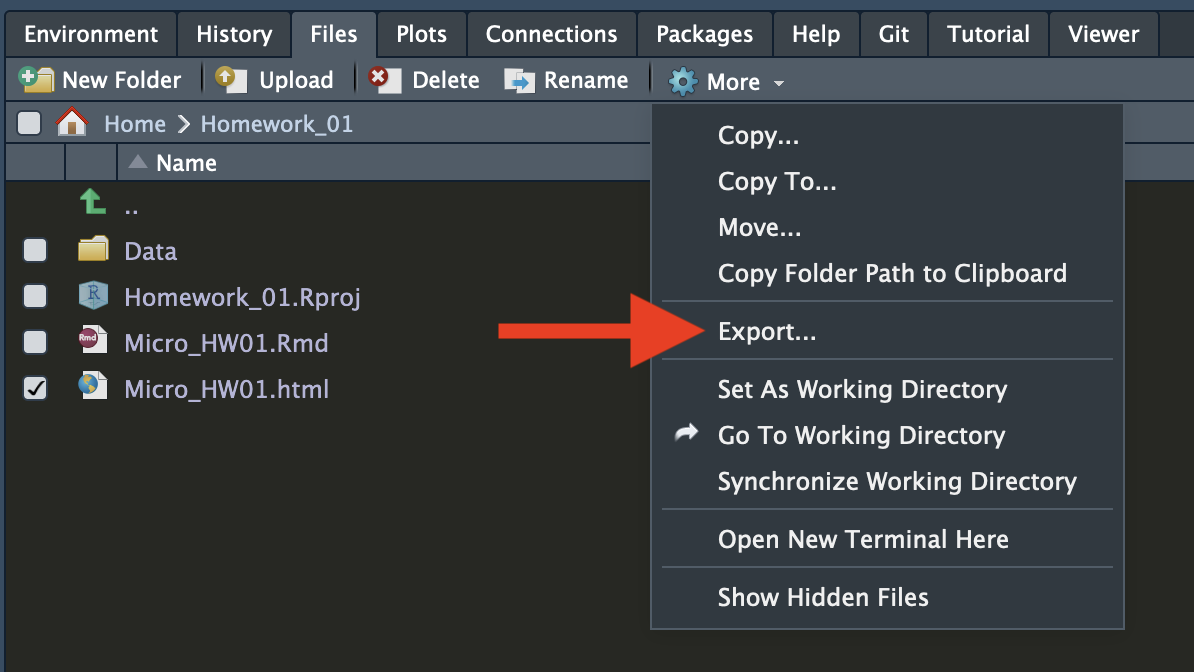 Environment History Files Plots Connections Packages Help Git Tutorial Viewer
New Folder Upload Delete Rename More
Home Homework_01
Name
..
Data
Homework_01.Rproj
Rmd Micro_HW01.Rmd
Micro_HW01.html
Copy...
Copy To...
Move...
Copy Folder Path to Clipboard
Export...
Set As Working Directory
Go To Working Directory
Synchronize Working Directory
Open New Terminal Here
Show Hidden Files